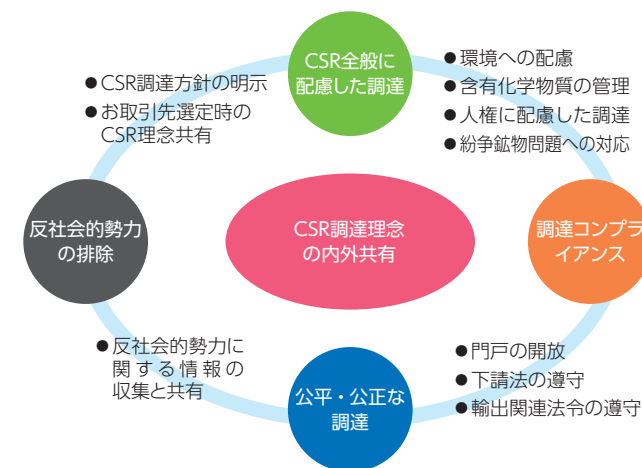 CSR全般に
配慮した調達
●環境への配慮
●含有化学物質の管理
●人権に配慮した調達
●紛争鉱物問題への対応
●CSR調達方針の明示
●お取引先選定時の
CSR理念共有
反社会的勢力
の排除
CSR調達理念
の内外共有
調達コンプラ
イアンス
●反社会的勢力に
関する情報の
収集と共有
公平・公正な
調達
●門戸の開放
●下請法の遵守
●輸出関連法令の遵守